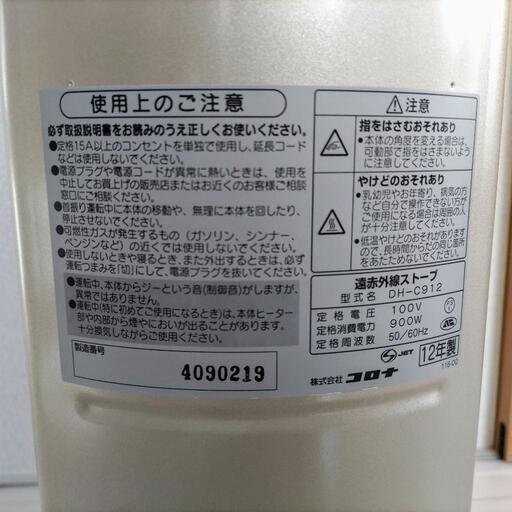 使用上のご注意
必ず取扱説明書をお読みのうえ正しくお使いください。
●定格15A以上のコンセントを単独で使用し、延長コード
などは使用しないでください。
●電源プラグや電源コードが異常に熱いときは、使用を
中止してお買上げの販売店またはお近くのお客様ご相談
窓口にご相談ください。
●首振り運転中に本体の移動や、無理に本体を回したり、
停止させないでください。
●可燃性ガスが発生するもの(ガソリン、シンナー、
ベンジンなど)の近くでは使用しないでください。
●使用しないときや寝るとき、また外出するときは、必ず
運転つまみを「切」にして、電源プラグを抜いてください。
●運転中、本体からジーという音(制御音)がしますが、
異常ではありません。
●運転中(特に初めてご使用になるとき)は、本体ヒーター
部や内部から煙やにおいが出ることがあります。
十分換気しながらご使用ください。
製造番号
4090219
注意
指をはさむおそれあり
●本体の角度を変える場合は、
可動部で指をはさまないように注意してください。
やけどのおそれあり
●乳幼児やお年寄り、病気の方
など自分で操作できない方が
ご使用になる場合は周囲の人
が十分注意してください。
●低温やけどのおそれがありますの
で、長時間からだの同じ箇所を
あたためないでください。
遠赤外線ストーブ
型式名 DH-C912
定格電圧 100V
定格消費電力 900W
定格周波数 50/60Hz
PSE
JET
12年製
株式会社 コロナ
116-00